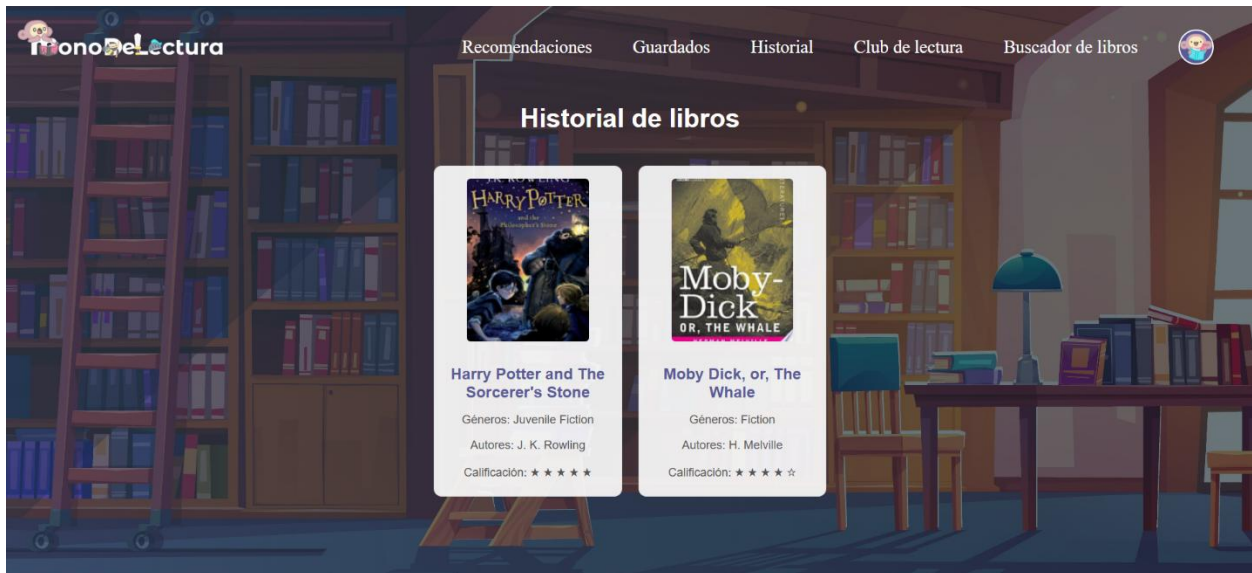 MonoDeLectura
Recomendaciones
Guardados
Historial
Club de lectura
Buscador de libros
Historial de libros
J.K. ROWLING
HARRY POTTER
and the
Philosopher's Stone
Moby-
Dick
OR, THE WHALE
HERMAN MELVILLE
Harry Potter and The
Sorcerer's Stone
Géneros: Juvenile Fiction
Autores: J. K. Rowling
Calificación: ★ ★ ★ ★ ★
Moby Dick, or, The
Whale
Géneros: Fiction
Autores: H. Melville
Calificación: ★ ★ ★ ★ ☆